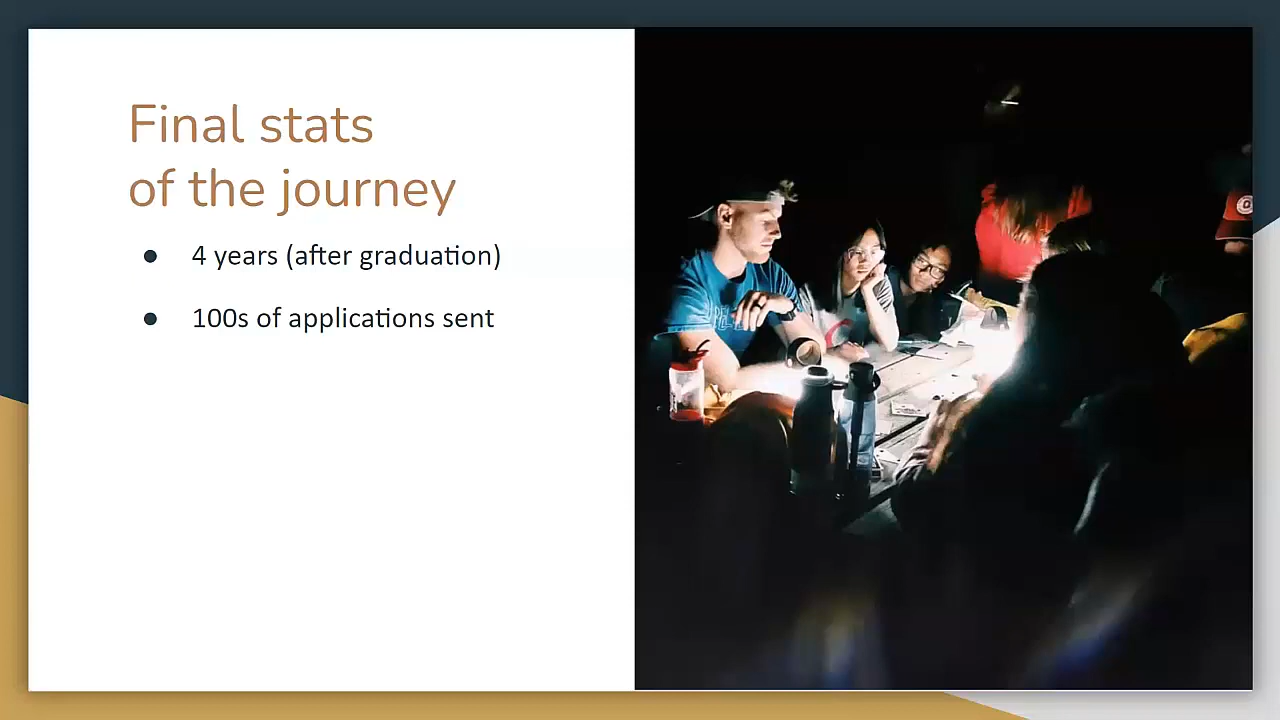 Final stats
of the journey
● 4 years (after graduation)
● 100s of applications sent